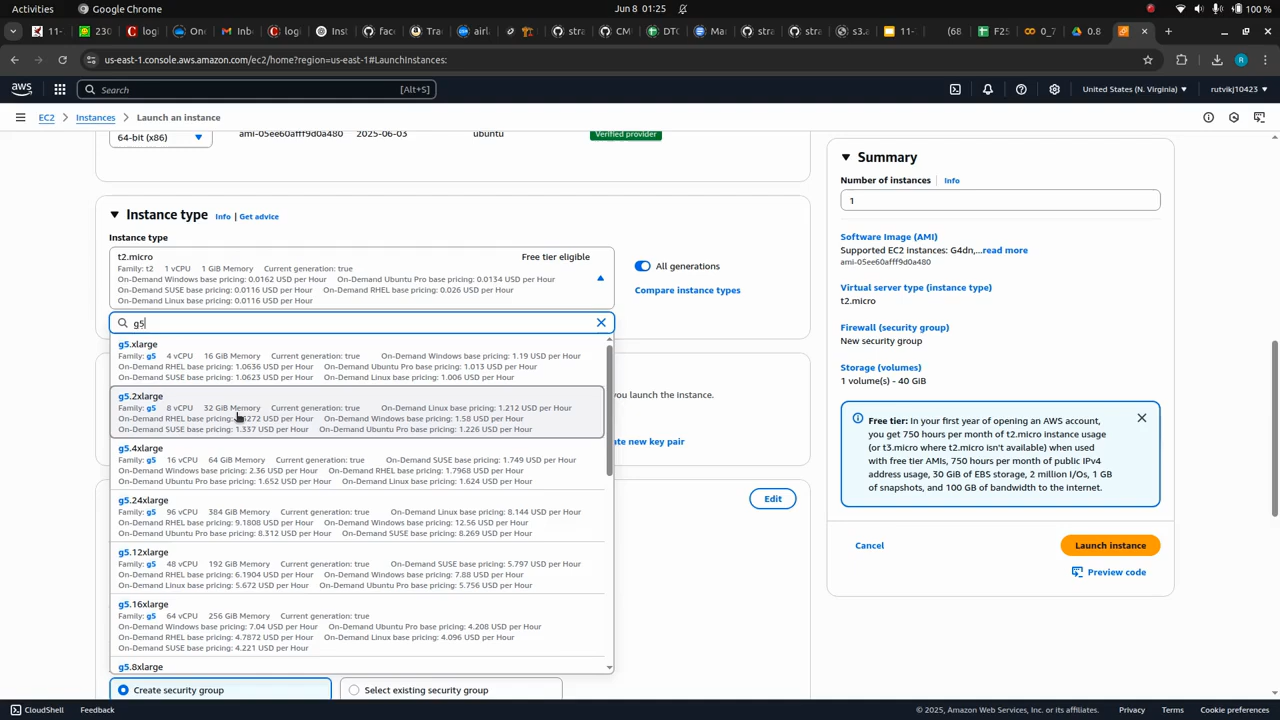 Activities
Google Chrome
Jun 8 01:25
100 %
11-
230
log
On
Inb
log
Inst
face
Tra
airl
stra
CM
DTC
Ma
stra
stra
s3.a
11-
(68
F25
0_7
0.8
us-east-1.console.aws.amazon.com/ec2/home?region=us-east-1#LaunchInstances:
aws
Search
[Alt+S]
United States (N. Virginia)
rutvikj10423
EC2
Instances
Launch an instance
64-bit (x86)
ami-05ee60afff9d0a480
2025-06-03
ubuntu
Verified provider
Instance type
Info | Get advice
Instance type
t2.micro
Free tier eligible
Family: t2 1 vCPU 1 GiB Memory Current generation: true
On-Demand Windows base pricing: 0.0162 USD per Hour On-Demand Ubuntu Pro base pricing: 0.0134 USD per Hour
On-Demand SUSE base pricing: 0.0116 USD per Hour On-Demand RHEL base pricing: 0.026 USD per Hour
On-Demand Linux base pricing: 0.0116 USD per Hour
All generations
Compare instance types
g5
g5.xlarge
Family: g5 4 vCPU 16 GiB Memory Current generation: true On-Demand Windows base pricing: 1.19 USD per Hour
On-Demand RHEL base pricing: 1.0636 USD per Hour On-Demand Ubuntu Pro base pricing: 1.013 USD per Hour
On-Demand SUSE base pricing: 1.0623 USD per Hour On-Demand Linux base pricing: 1.006 USD per Hour
g5.2xlarge
Family: g5 8 vCPU 32 GiB Memory Current generation: true On-Demand Linux base pricing: 1.212 USD per Hour
On-Demand RHEL base pricing: 272 USD per Hour On-Demand Windows base pricing: 1.58 USD per Hour
On-Demand SUSE base pricing: 1.337 USD per Hour On-Demand Ubuntu Pro base pricing: 1.226 USD per Hour
g5.4xlarge
Family: g5 16 vCPU 64 GiB Memory Current generation: true On-Demand SUSE base pricing: 1.749 USD per Hour
On-Demand Windows base pricing: 2.36 USD per Hour On-Demand RHEL base pricing: 1.7968 USD per Hour
On-Demand Ubuntu Pro base pricing: 1.652 USD per Hour On-Demand Linux base pricing: 1.624 USD per Hour
g5.24xlarge
Family: g5 96 vCPU 384 GiB Memory Current generation: true On-Demand Linux base pricing: 8.144 USD per Hour
On-Demand RHEL base pricing: 9.1808 USD per Hour On-Demand Windows base pricing: 12.56 USD per Hour
On-Demand Ubuntu Pro base pricing: 8.312 USD per Hour On-Demand SUSE base pricing: 8.269 USD per Hour
g5.12xlarge
Family: g5 48 vCPU 192 GiB Memory Current generation: true On-Demand SUSE base pricing: 5.797 USD per Hour
On-Demand RHEL base pricing: 6.1904 USD per Hour On-Demand Windows base pricing: 7.88 USD per Hour
On-Demand Linux base pricing: 5.672 USD per Hour On-Demand Ubuntu Pro base pricing: 5.756 USD per Hour
g5.16xlarge
Family: g5 64 vCPU 256 GiB Memory Current generation: true
On-Demand Windows base pricing: 7.04 USD per Hour On-Demand Ubuntu Pro base pricing: 4.208 USD per Hour
On-Demand RHEL base pricing: 4.7872 USD per Hour On-Demand Linux base pricing: 4.096 USD per Hour
On-Demand SUSE base pricing: 4.221 USD per Hour
g5.8xlarge
you launch the instance.
ate new key pair
Edit
Create security group
Select existing security group
Summary
Number of instances
Info
1
Software Image (AMI)
Supported EC2 instances: G4dn,...read more
ami-05ee60afff9d0a480
Virtual server type (instance type)
t2.micro
Firewall (security group)
New security group
Storage (volumes)
1 volume(s) - 40 GiB
Free tier: In your first year of opening an AWS account,
you get 750 hours per month of t2.micro instance usage
(or t3.micro where t2.micro isn't available) when used
with free tier AMIs, 750 hours per month of public IPv4
address usage, 30 GiB of EBS storage, 2 million I/Os, 1 GB
of snapshots, and 100 GB of bandwidth to the internet.
Cancel
Launch instance
Preview code
CloudShell
Feedback
© 2025, Amazon Web Services, Inc. or its affiliates.
Privacy
Terms
Cookie preferences